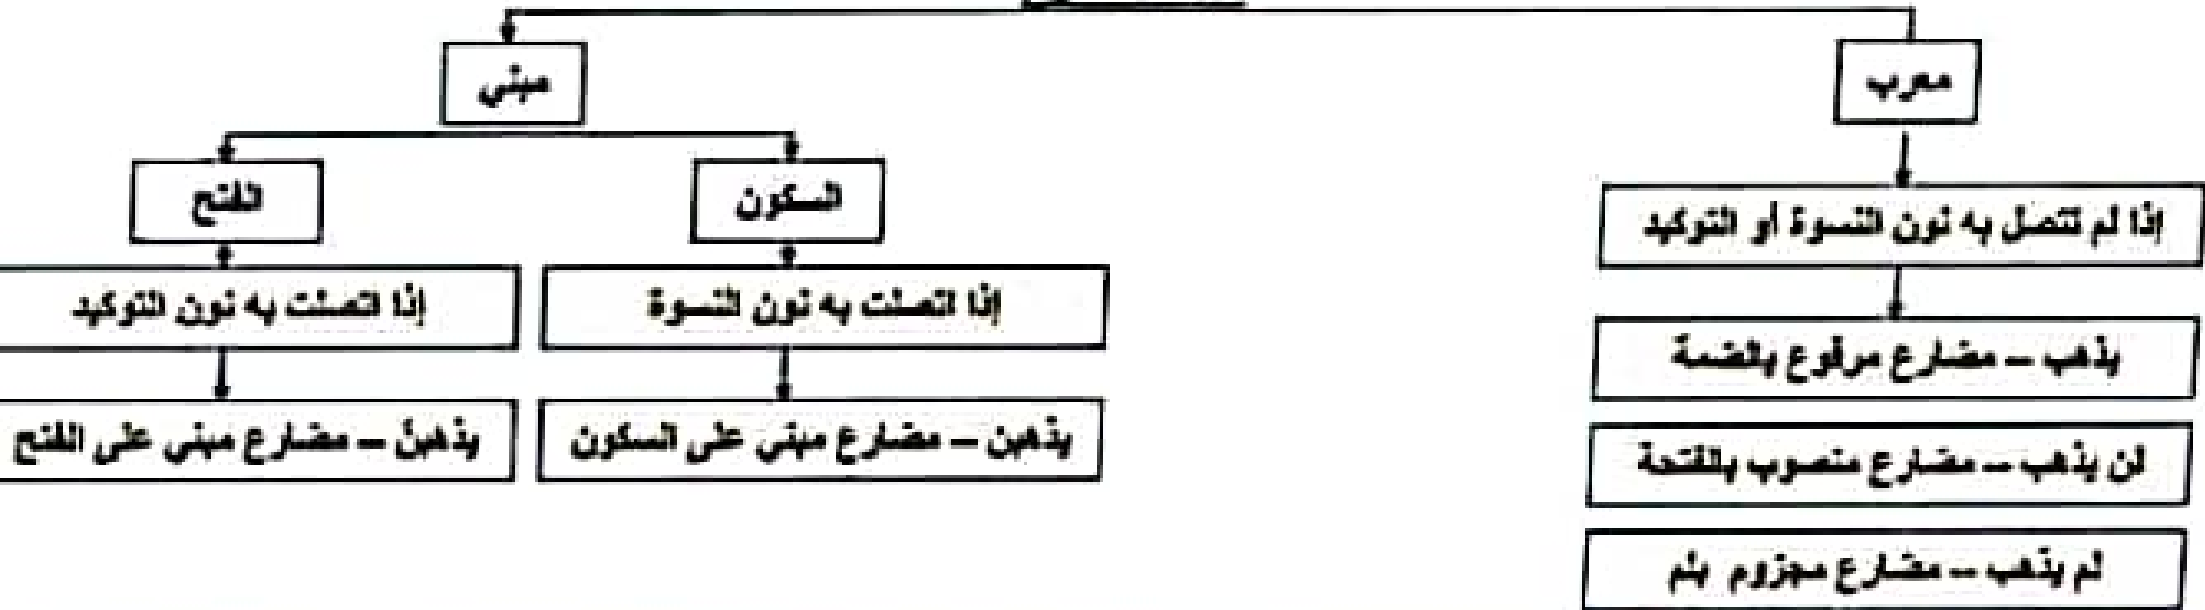 معرب
مبني
السكون
الفتح
إذا لم تتصل به نون النسوة أو التوكيد
إذا اتصلت به نون النسوة
إذا اتصلت به نون التوكيد
يذهب – مضارع مرفوع بالضمة
يذهبن – مضارع مبني على السكون
يذهبنّ – مضارع مبني على الفتح
لن يذهب – مضارع منصوب بالفتحة
لم يذهب – مضارع مجزوم بلم